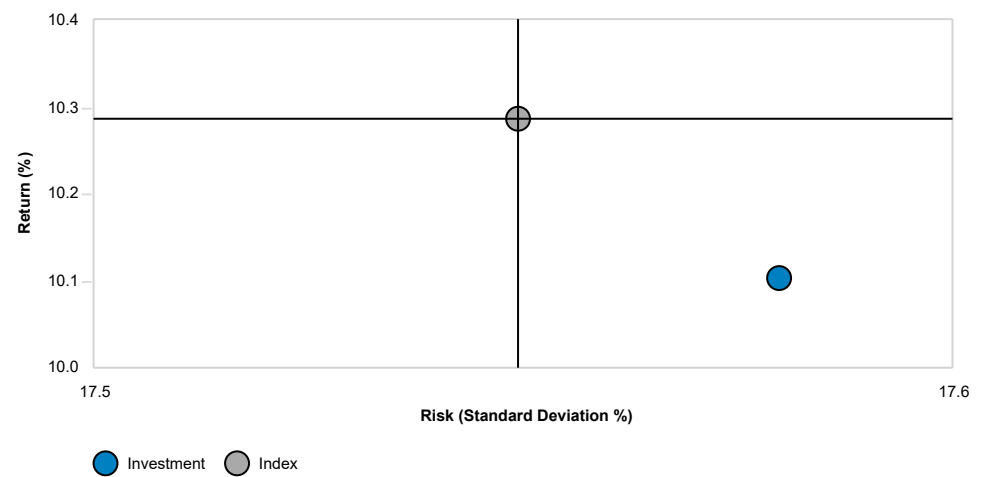 10.4
10.3
10.2
10.1
10.0
Return (%)
17.5
17.6
Risk (Standard Deviation %)
Investment
Index